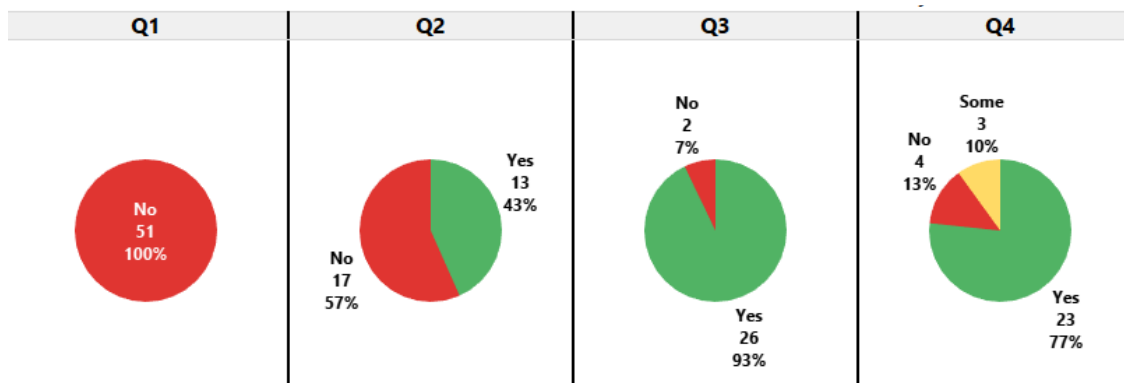 Q1
Q2
Q3
Q4
No
51
100%
Yes
13
43%
No
17
57%
No
2
7%
Yes
26
93%
Some
3
10%
No
4
13%
Yes
23
77%